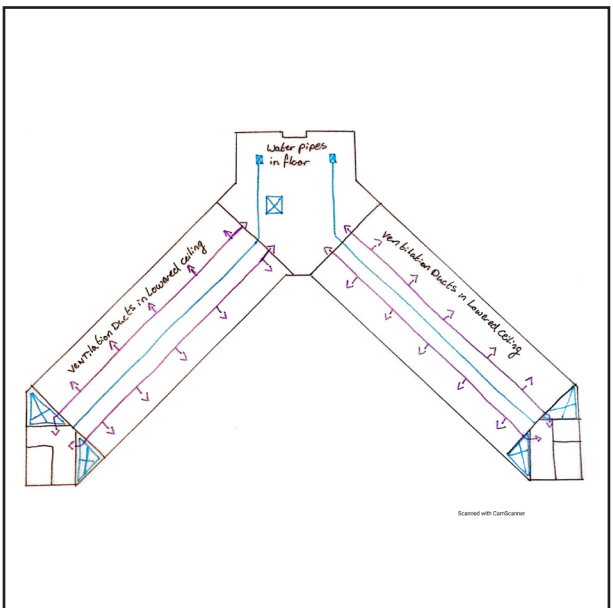 Water pipes
in floor
Ventilation Ducts in Lowered ceiling
Ventilation Ducts in Lowered ceiling
Scanned with CamScanner